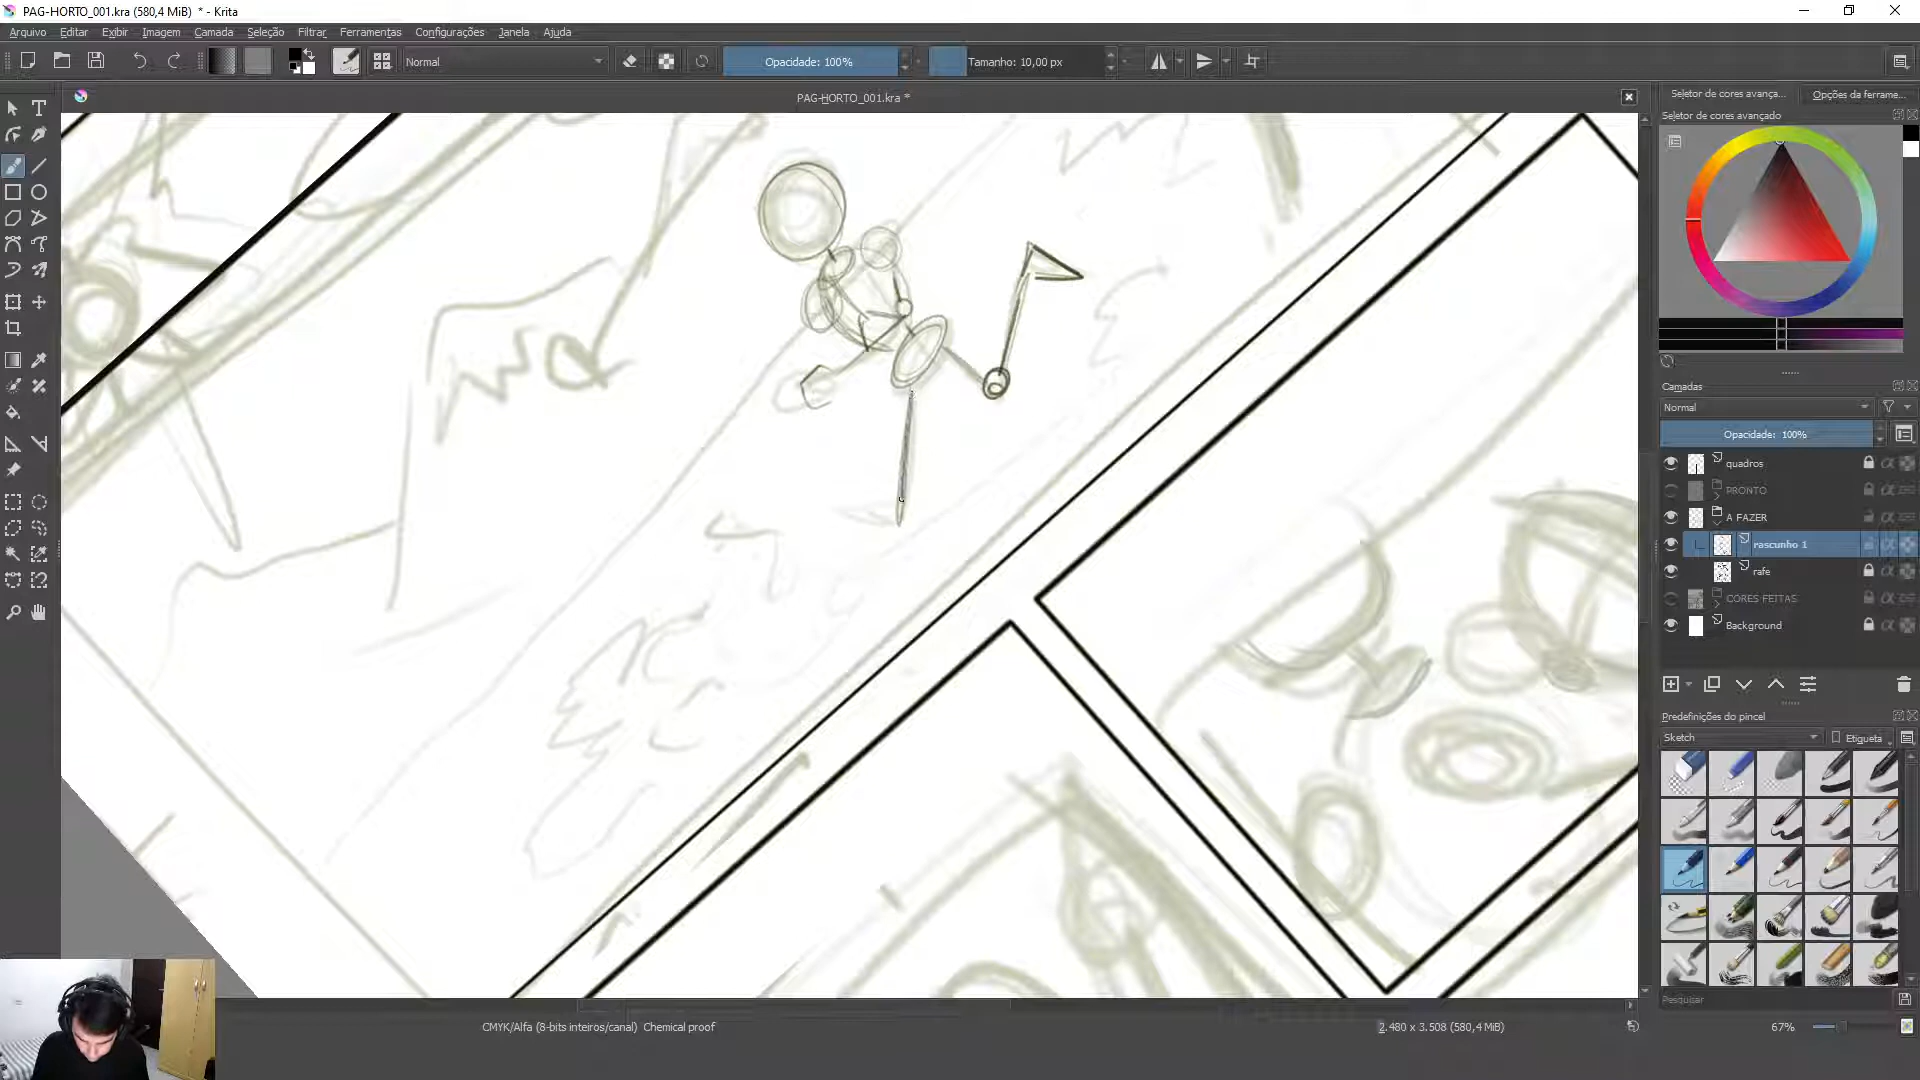 PAG-HORTO_001.kra (580,4 MiB) * - Krita
Arquivo Editar Exibir Imagem Camada Seleção Filtrar Ferramentas Configurações Janela Ajuda
Normal Opacidade: 100% Tamanho: 10,00 px
PAG-HORTO_001.kra *
Seletor de cores avança... Opções da ferrame...
Seletor de cores avançado
Camadas
Normal
Opacidade: 100%
quadros
PRONTO
A FAZER
rascunho 1
rafe
CORES FEITAS
Background
Predefinições do pincel
Sketch Etiqueta
Pesquisar
CMYK/Alfa (8-bits inteiros/canal) Chemical proof 2.480 x 3.508 (580,4 MiB) 67%